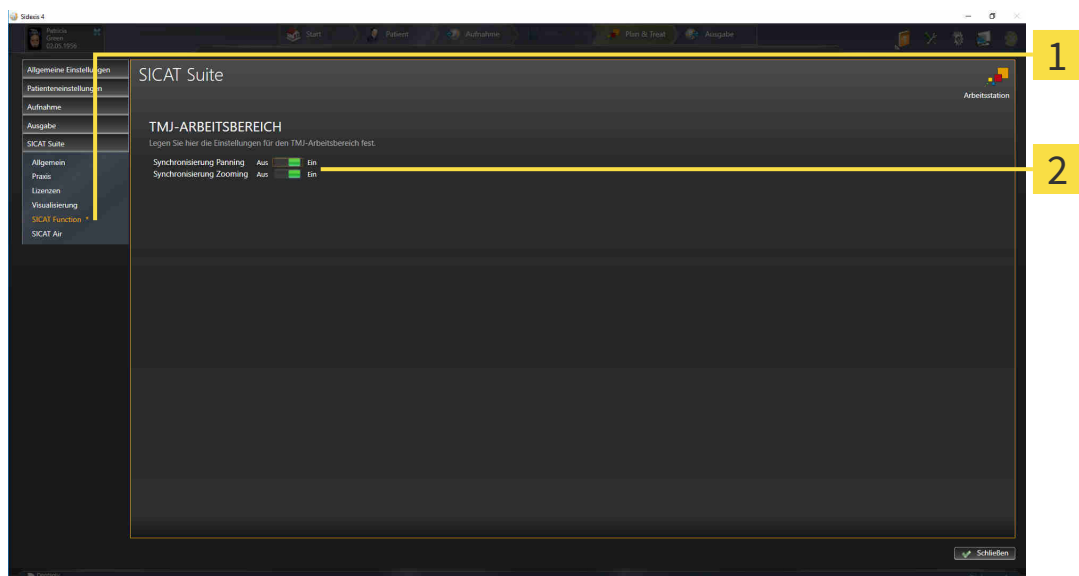 Sidexis 4
Patricia
Green
02.01.1956
Start
Patient
Aufnahme
Plan & Treat
Ausgabe
1
Allgemeine Einstellungen
Patienteneinstellungen
Aufnahme
Ausgabe
SICAT Suite
Allgemein
Praxis
Lizenzen
Visualisierung
SICAT Function *
SICAT Air
SICAT Suite
Arbeitsstation
TMJ-ARBEITSBEREICH
Legen Sie hier die Einstellungen für den TMJ-Arbeitsbereich fest.
Synchronisierung Panning Aus Ein
Synchronisierung Zooming Aus Ein
2
Schließen